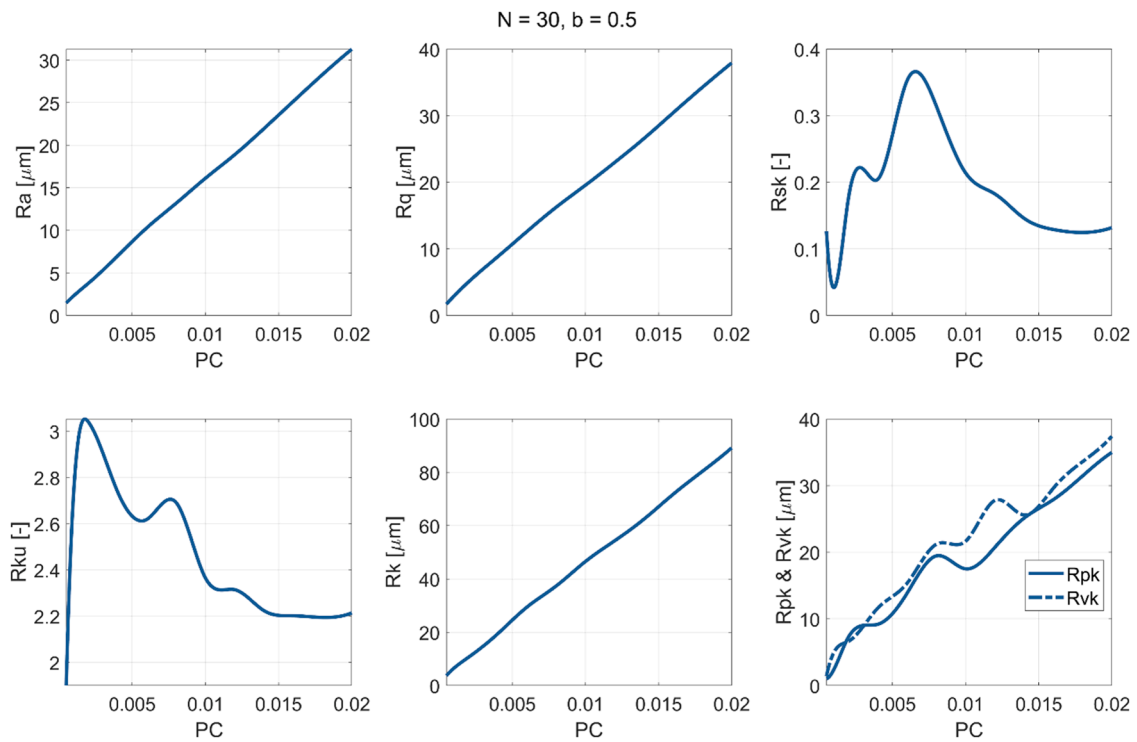 N = 30, b = 0.5
Ra [μm]
30
25
20
15
10
5
0
0.005 0.01 0.015 0.02
PC
Rq [μm]
40
30
20
10
0
0.005 0.01 0.015 0.02
PC
Rsk [-]
0.4
0.3
0.2
0.1
0
0.005 0.01 0.015 0.02
PC
Rku [-]
3
2.8
2.6
2.4
2.2
2
0.005 0.01 0.015 0.02
PC
Rk [μm]
100
80
60
40
20
0
0.005 0.01 0.015 0.02
PC
Rpk & Rvk [μm]
40
30
20
10
0
Rpk
Rvk
0.005 0.01 0.015 0.02
PC